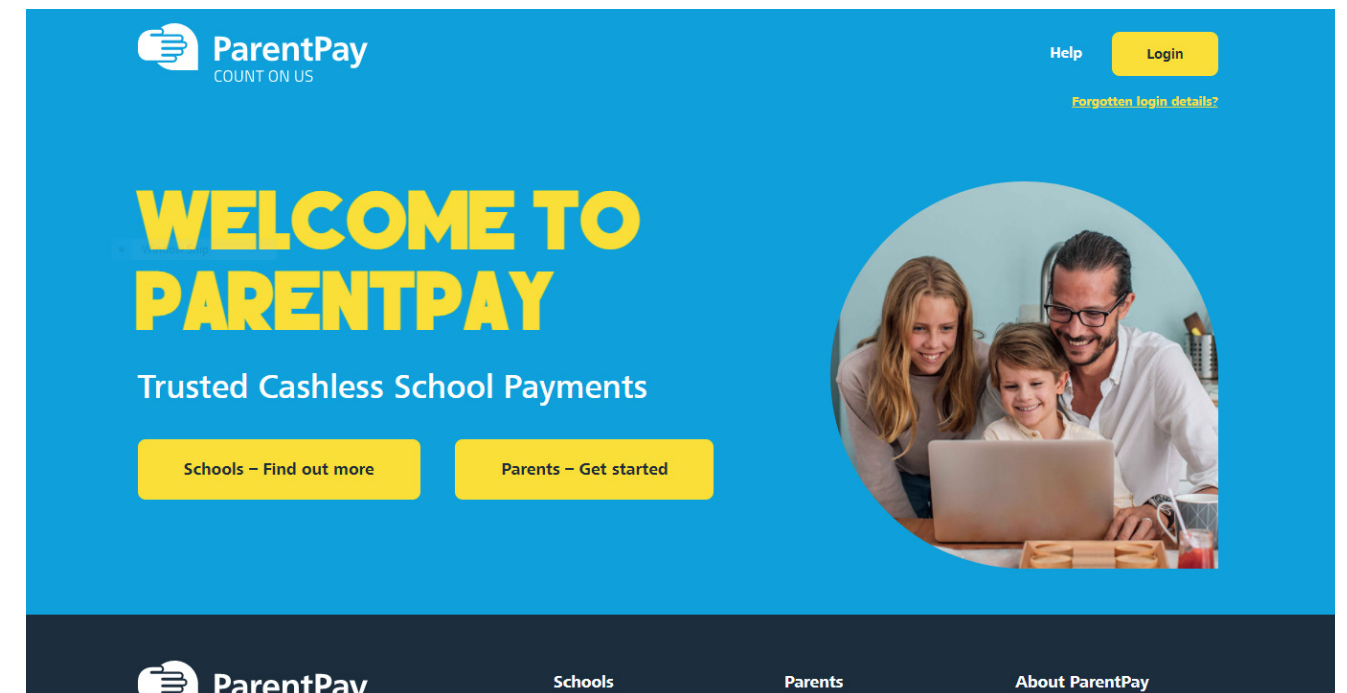 ParentPay
COUNT ON US
Help
Login
Forgotten login details?
WELCOME TO
PARENTPAY
Trusted Cashless School Payments
Schools – Find out more
Parents – Get started
ParentPay
Schools
Parents
About ParentPay